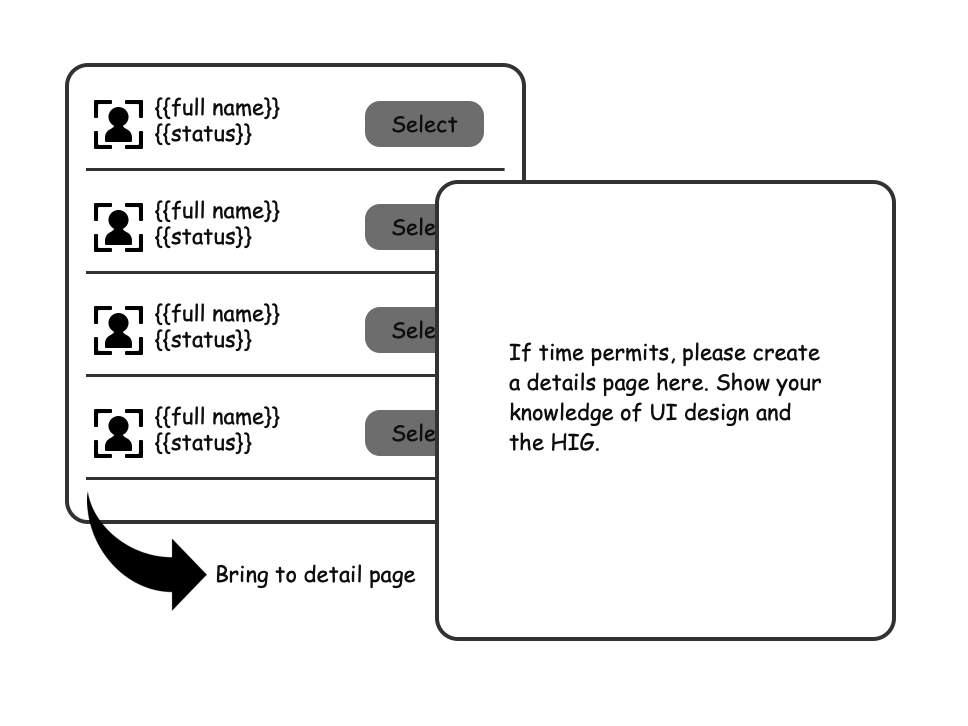 {{full name}}
{{status}}
Select
{{full name}}
{{status}}
Sele
{{full name}}
{{status}}
Sele
{{full name}}
{{status}}
Sele
If time permits, please create
a details page here. Show your
knowledge of UI design and
the HIG.
Bring to detail page